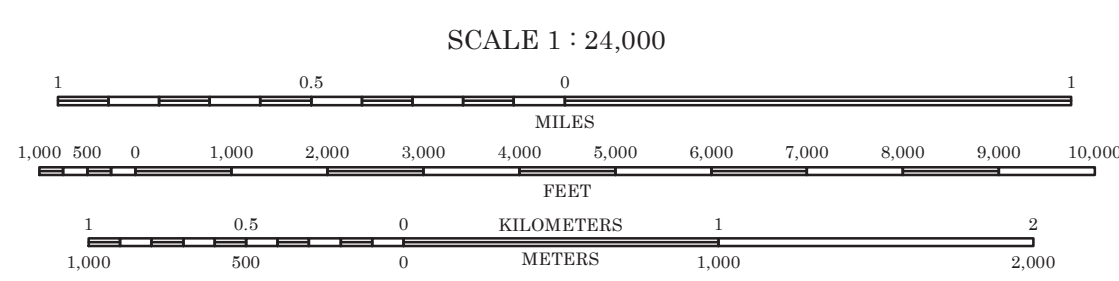 SCALE 1 : 24,000
1 0.5 0 1
MILES
1,000 500 0 1,000 2,000 3,000 4,000 5,000 6,000 7,000 8,000 9,000 10,000
FEET
1 0.5 0 KILOMETERS 1 2
1,000 500 0 METERS 1,000 2,000